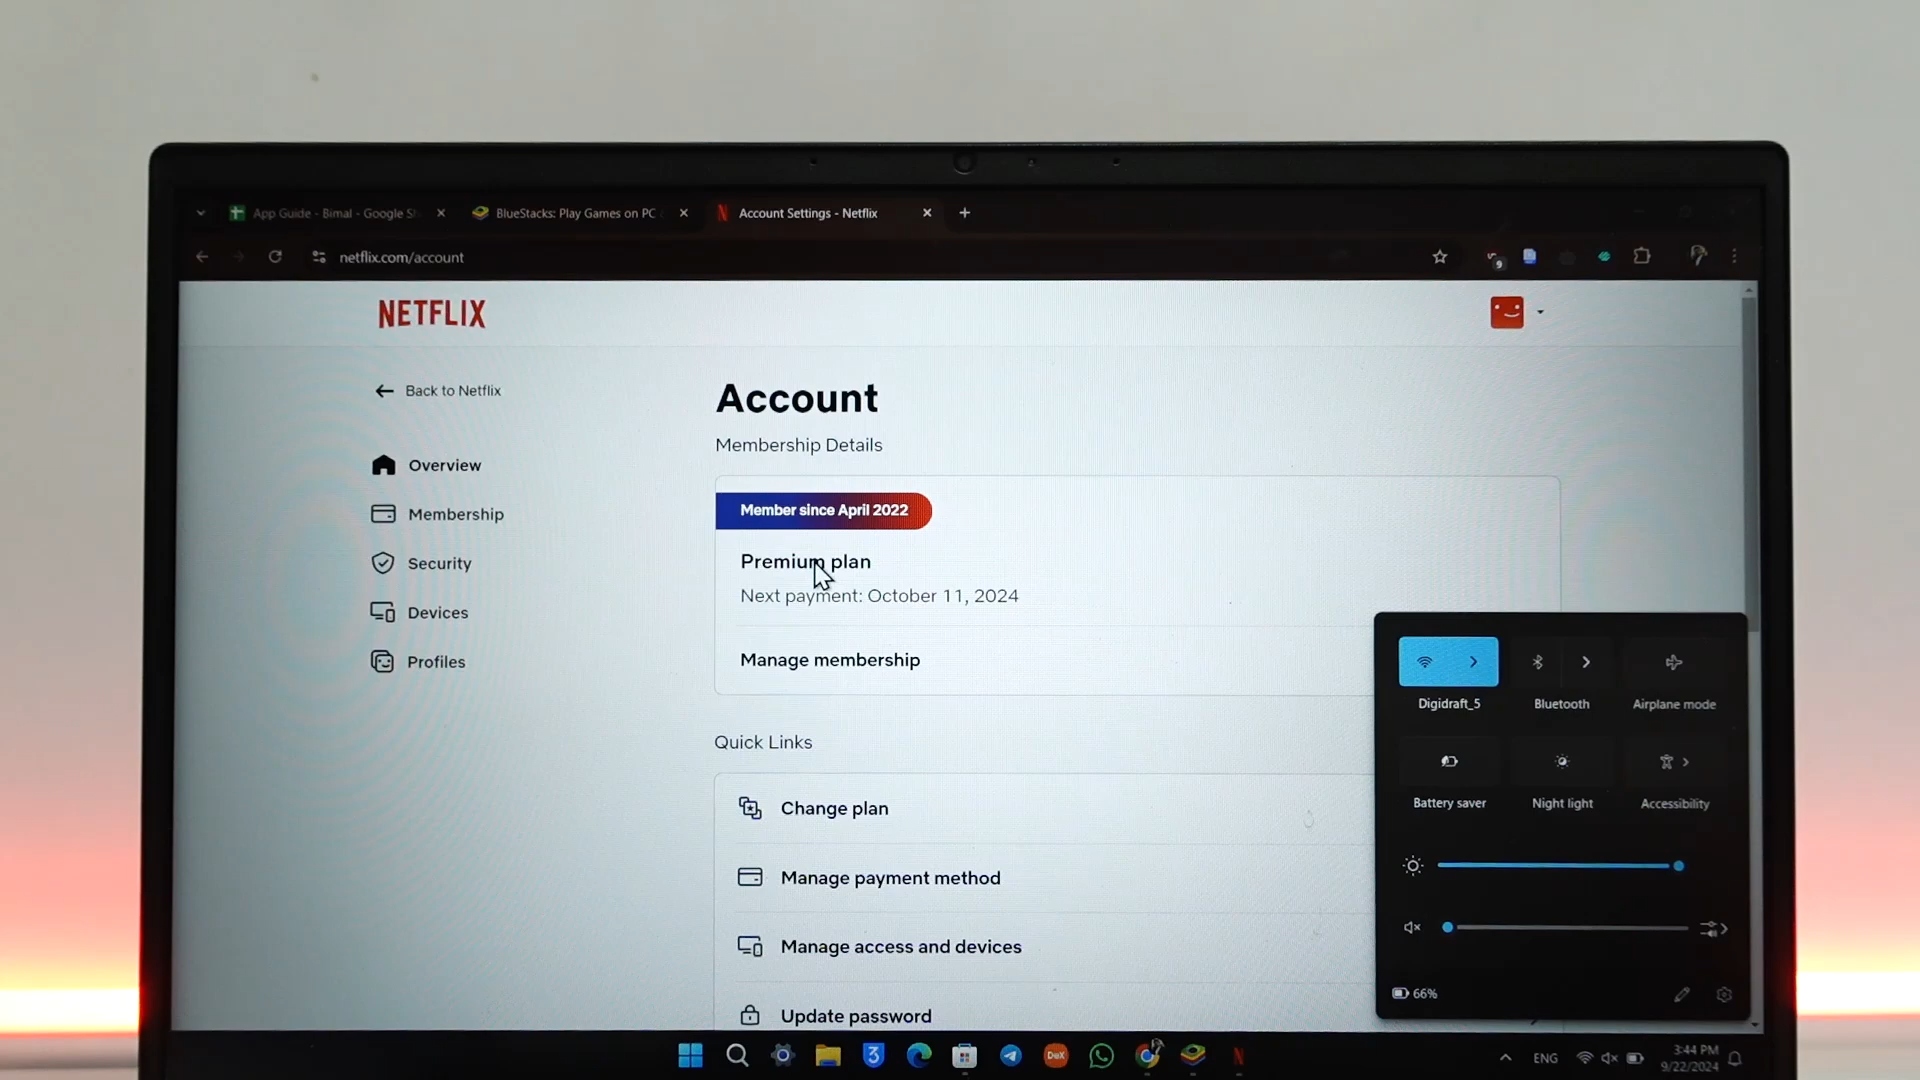 App Guide - Bimal - Google S
BlueStacks: Play Games on PC
Account Settings - Netflix
netflix.com/account
9
NETFLIX
Back to Netflix
Overview
Membership
Security
Devices
Profiles
Account
Membership Details
Member since April 2022
Premium plan
Next payment: October 11, 2024
Manage membership
Quick Links
Change plan
Manage payment method
Manage access and devices
Update password
Digidraft_5
Bluetooth
Airplane mode
Battery saver
Night light
Accessibility
66%
3
DeX
N
ENG
3:44 PM
9/22/2024